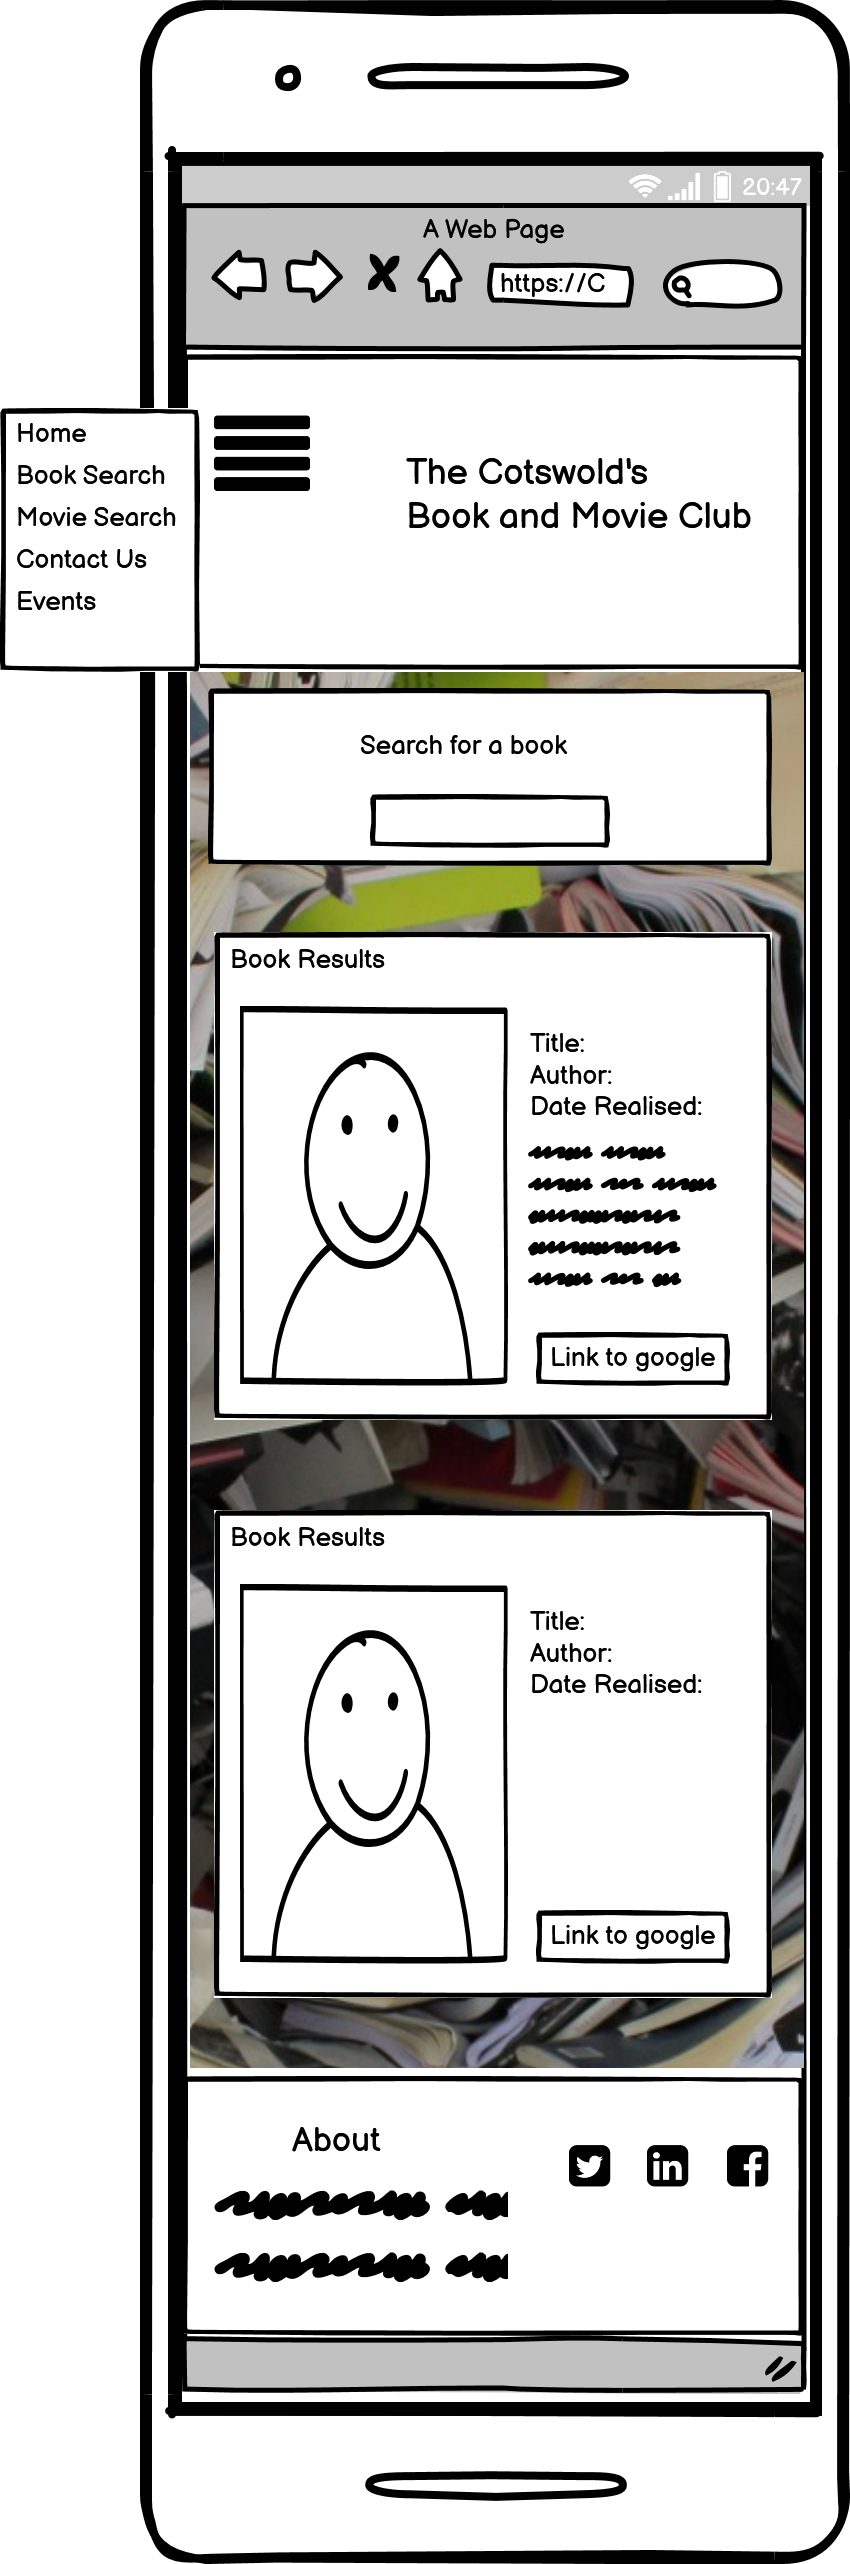 20:47
A Web Page
https://C
Home
Book Search
Movie Search
Contact Us
Events
The Cotswold's
Book and Movie Club
Search for a book
Book Results
Title:
Author:
Date Realised:
Link to google
Book Results
Title:
Author:
Date Realised:
Link to google
About